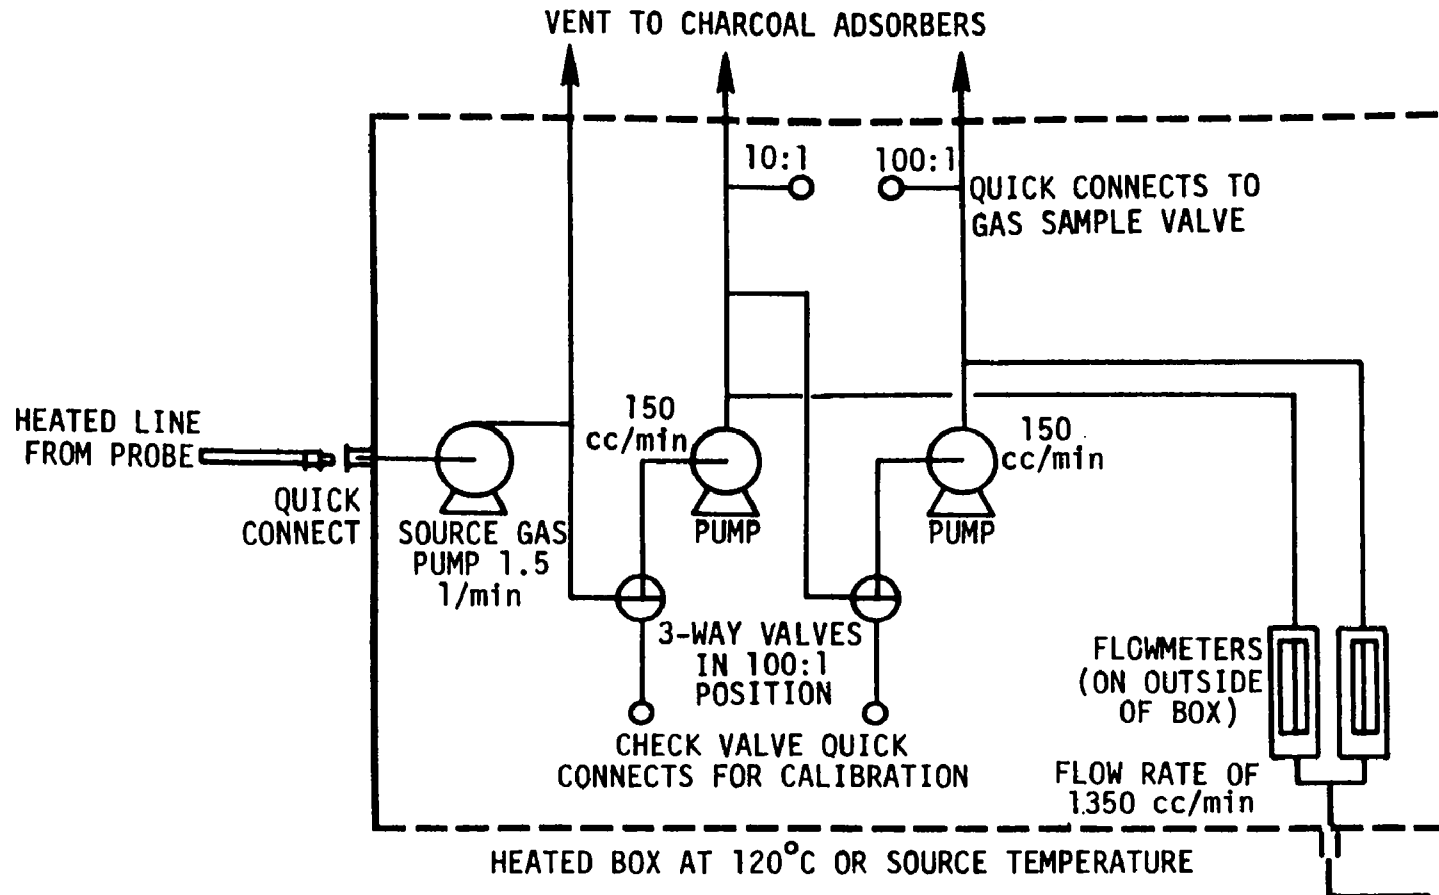 VENT TO CHARCOAL ADSORBERS
10:1
100:1
QUICK CONNECTS TO
GAS SAMPLE VALVE
HEATED LINE
FROM PROBE
QUICK
CONNECT
SOURCE GAS
PUMP 1.5
l/min
150
cc/min
PUMP
150
cc/min
PUMP
3-WAY VALVES
IN 100:1
POSITION
CHECK VALVE QUICK
CONNECTS FOR CALIBRATION
FLOWMETERS
(ON OUTSIDE
OF BOX)
FLOW RATE OF
1350 cc/min
HEATED BOX AT 120°C OR SOURCE TEMPERATURE